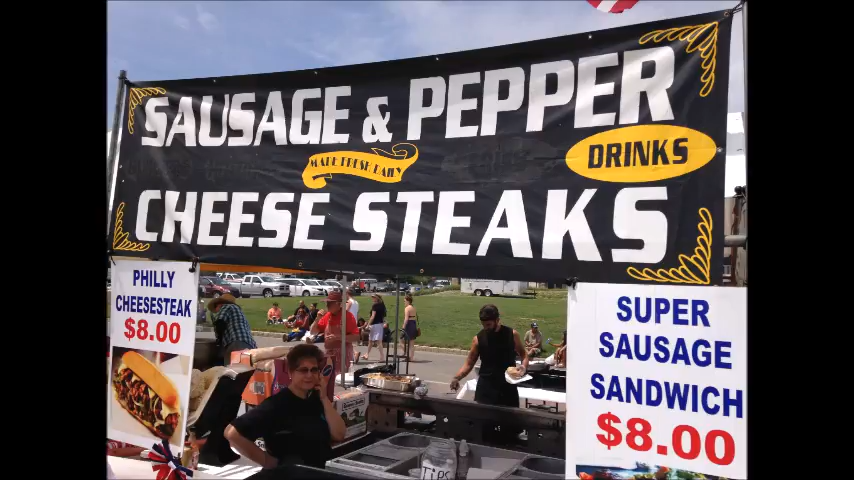 SAUSAGE & PEPPER
MADE FRESH DAILY
DRINKS
CHEESE STEAKS
PHILLY
CHEESESTEAK
$8.00
SUPER
SAUSAGE
SANDWICH
$8.00
TIPS